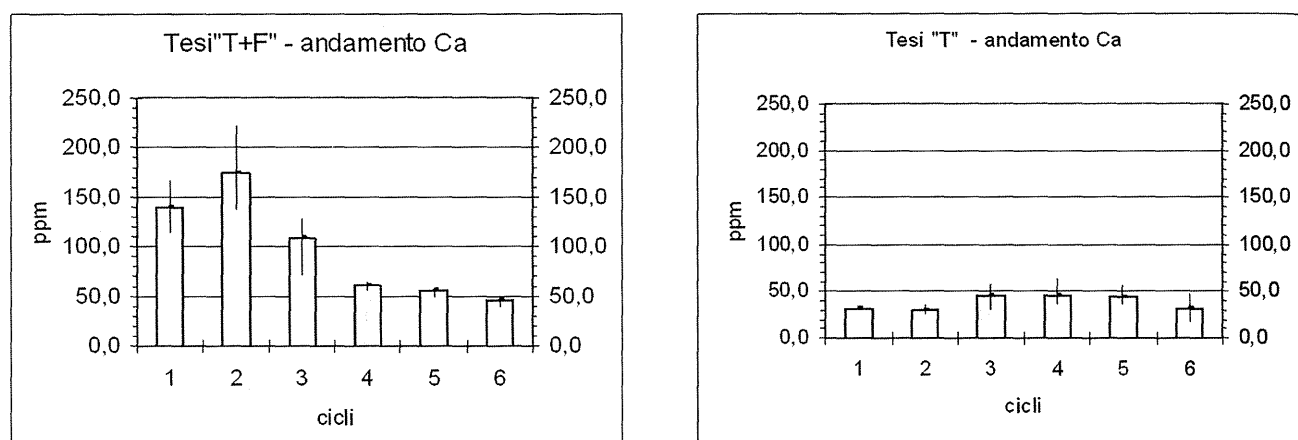 Tesi"T+F" - andamento Ca
250,0 250,0
200,0 200,0
150,0 150,0
100,0 100,0
50,0 50,0
0,0 0,0
ppm
1 2 3 4 5 6
cicli
Tesi "T" - andamento Ca
250,0 250,0
200,0 200,0
150,0 150,0
100,0 100,0
50,0 50,0
0,0 0,0
ppm
1 2 3 4 5 6
cicli